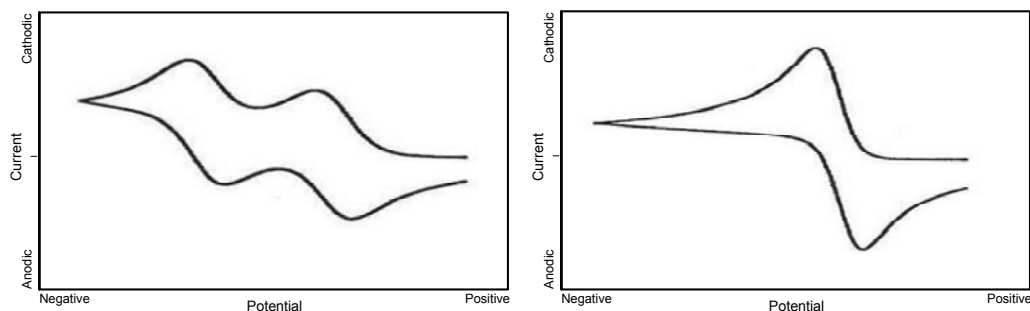 Cathodic
Current
Anodic
Negative
Potential
Positive
Cathodic
Current
Anodic
Negative
Potential
Positive